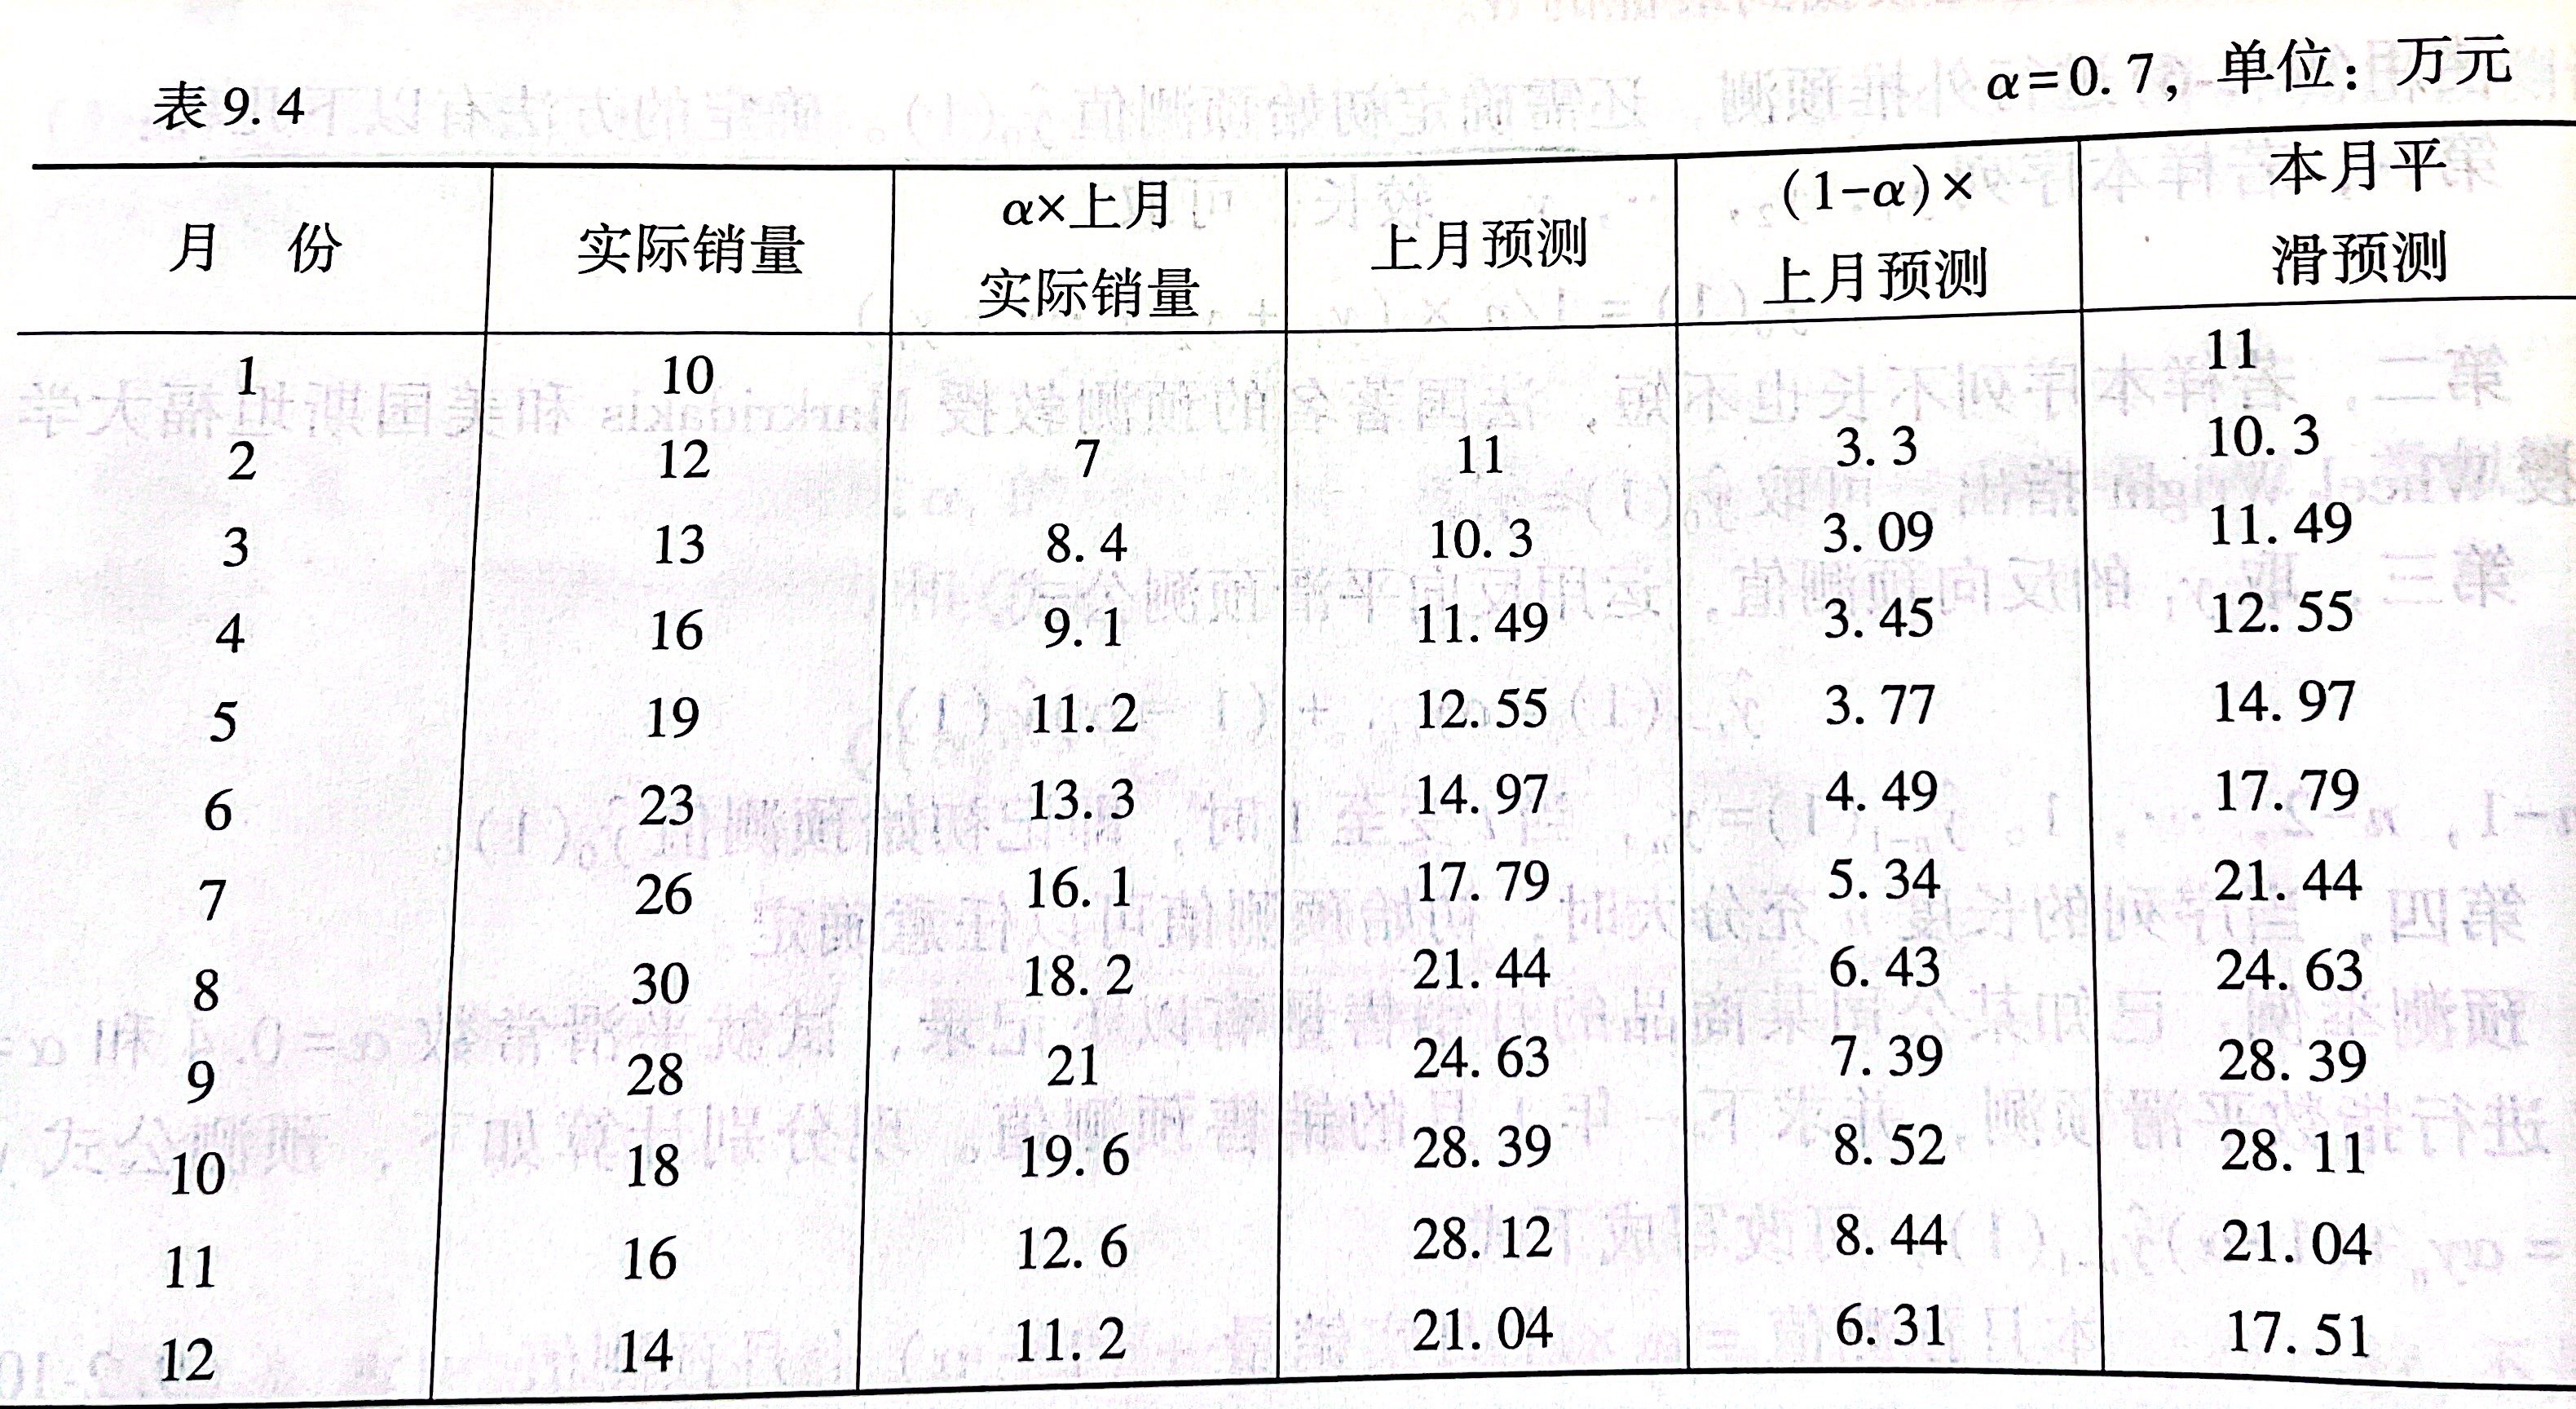 表9.4
α=0.7，单位：万元
月 份 实际销量 α×上月实际销量 上月预测 (1-α)×上月预测 本月平滑预测
1 10 11
2 12 7 11 3.3 10.3
3 13 8.4 10.3 3.09 11.49
4 16 9.1 11.49 3.45 12.55
5 19 11.2 12.55 3.77 14.97
6 23 13.3 14.97 4.49 17.79
7 26 16.1 17.79 5.34 21.44
8 30 18.2 21.44 6.43 24.63
9 28 21 24.63 7.39 28.39
10 18 19.6 28.39 8.52 28.11
11 16 12.6 28.12 8.44 21.04
12 14 11.2 21.04 6.31 17.51